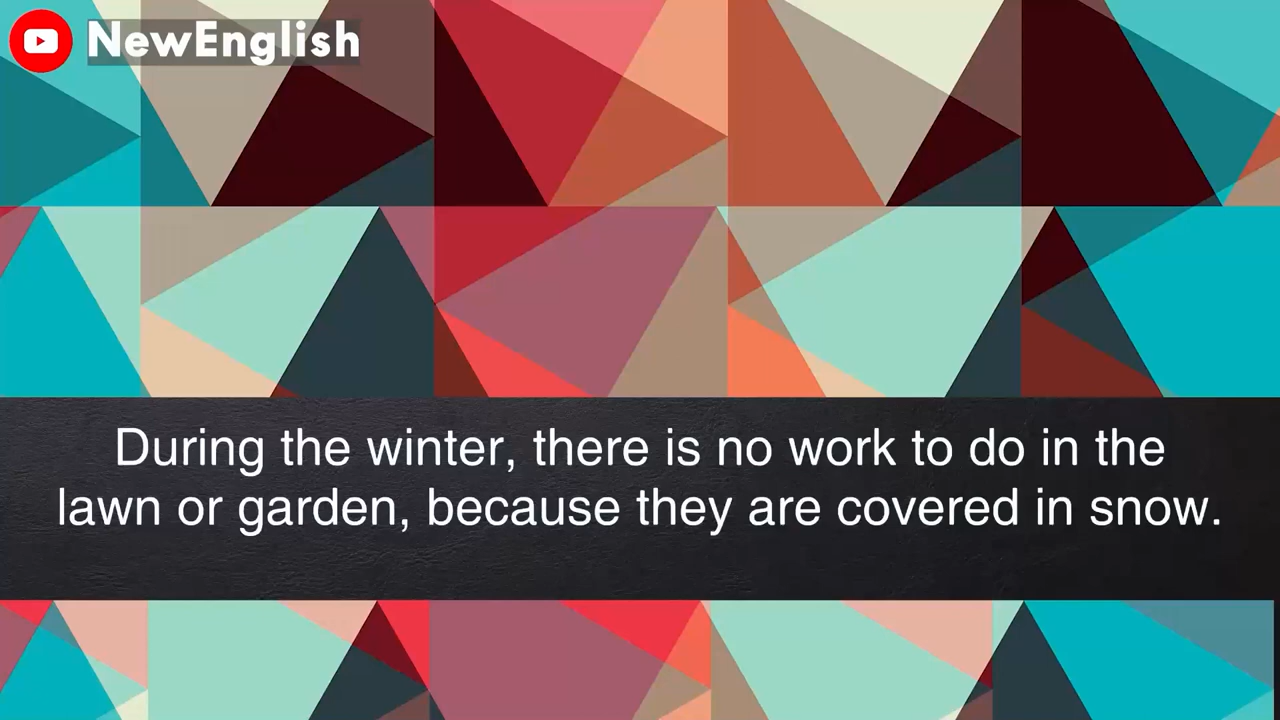 NewEnglish
During the winter, there is no work to do in the
lawn or garden, because they are covered in snow.